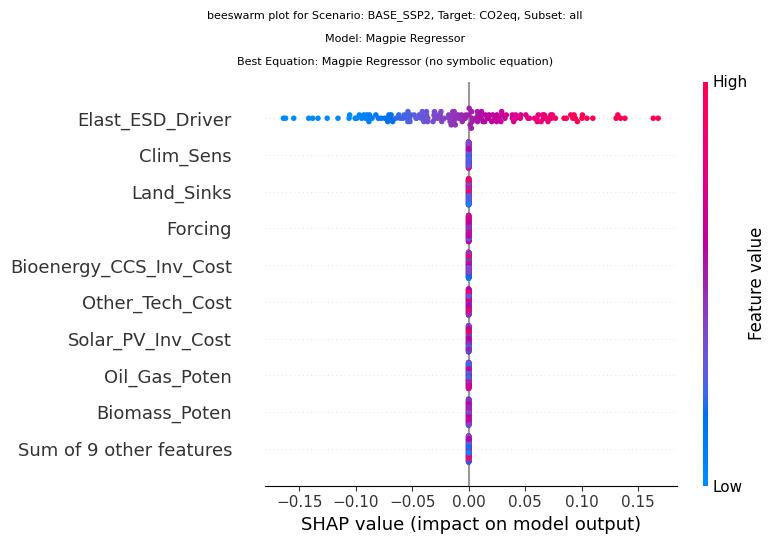 beeswarm plot for Scenario: BASE_SSP2, Target: CO2eq, Subset: all
Model: Magpie Regressor
Best Equation: Magpie Regressor (no symbolic equation)
High
Elast_ESD_Driver
Clim_Sens
Land_Sinks
Forcing
Bioenergy_CCS_Inv_Cost
Other_Tech_Cost
Solar_PV_Inv_Cost
Oil_Gas_Poten
Biomass_Poten
Sum of 9 other features
Feature value
Low
−0.15 −0.10 −0.05 0.00 0.05 0.10 0.15
SHAP value (impact on model output)